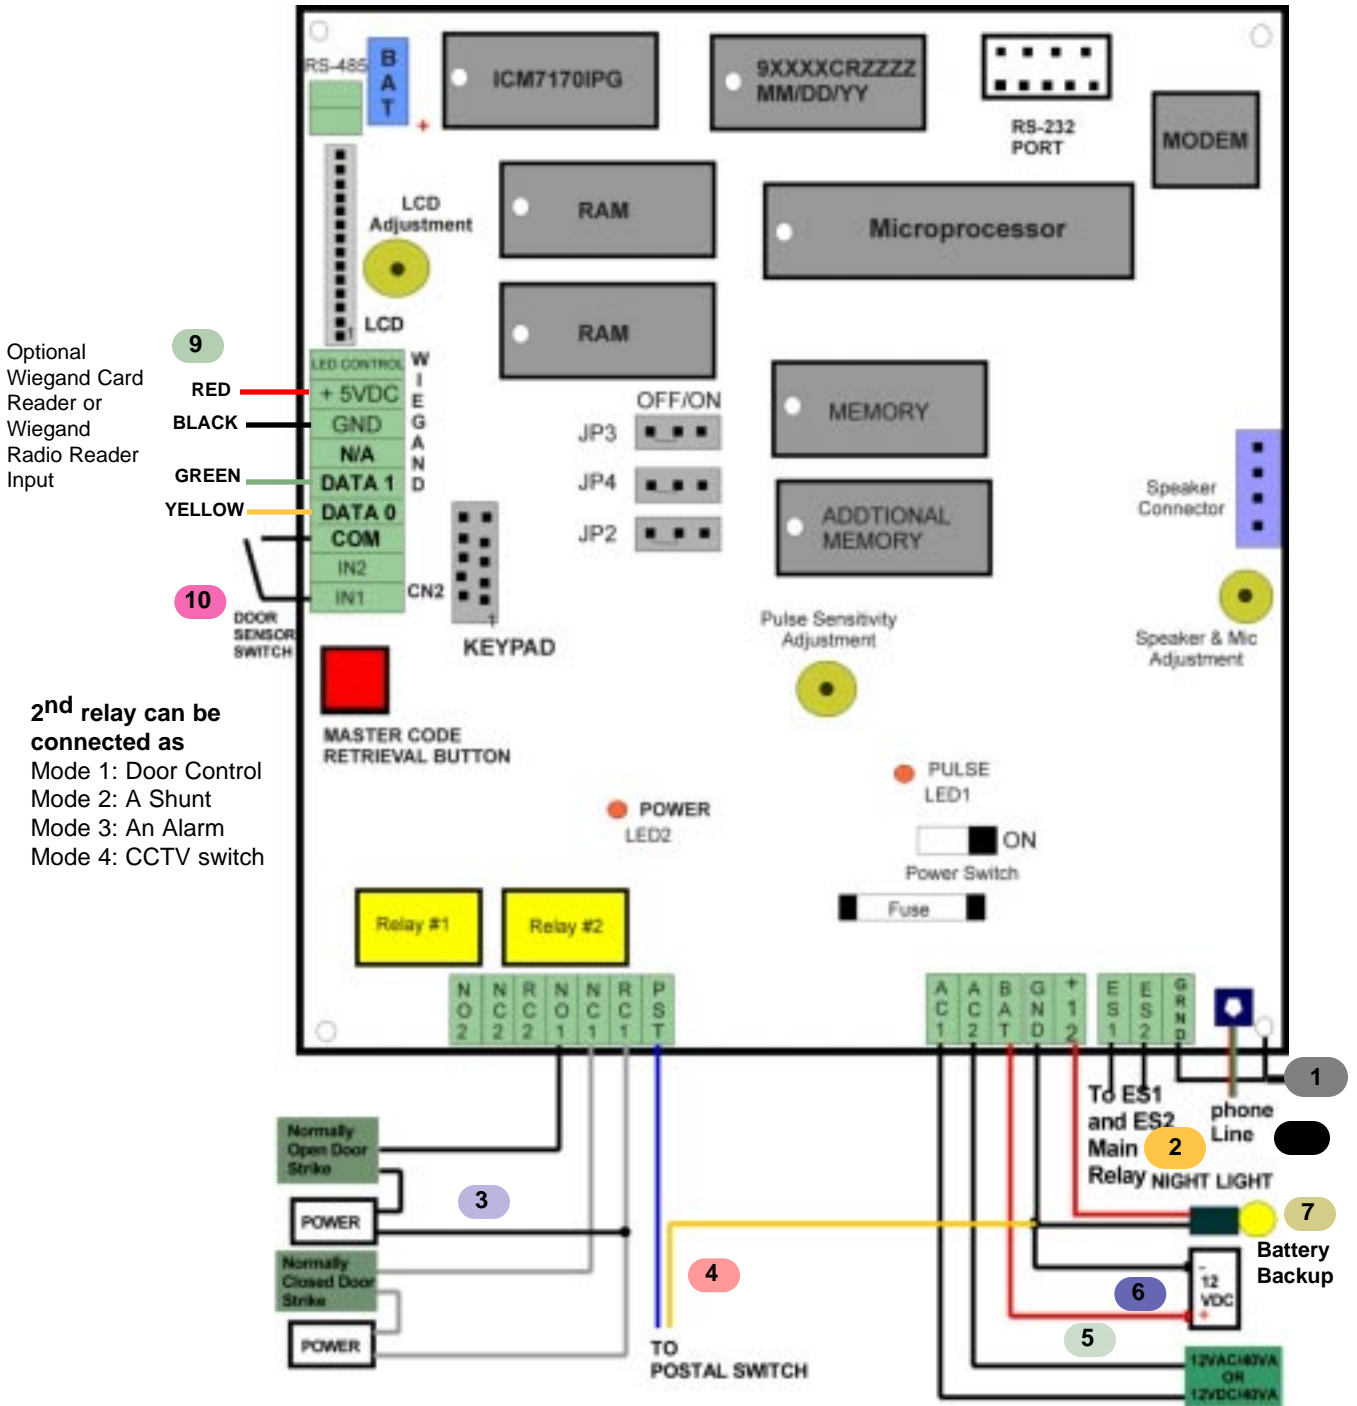 RS-485
BAT
+
ICM7170IPG
9XXXXCRZZZZ
MM/DD/YY
RS-232
PORT
MODEM
LCD
Adjustment
RAM
Microprocessor
RAM
1
LCD
9
Optional
Wiegand Card
Reader or
Wiegand
Radio Reader
Input
RED
BLACK
GREEN
YELLOW
LED CONTROL
+ 5VDC
GND
N/A
DATA 1
DATA 0
COM
IN2
IN1
WIEGAND
OFF/ON
JP3
JP4
JP2
MEMORY
ADDTIONAL
MEMORY
Speaker
Connector
10
DOOR
SENSOR
SWITCH
CN2
1
KEYPAD
Pulse Sensitivity
Adjustment
Speaker & Mic
Adjustment
MASTER CODE
RETRIEVAL BUTTON
2nd relay can be
connected as
Mode 1: Door Control
Mode 2: A Shunt
Mode 3: An Alarm
Mode 4: CCTV switch
POWER
LED2
PULSE
LED1
ON
Power Switch
Fuse
Relay #1
Relay #2
NO2
NC2
RC2
NO1
NC1
RC1
PST
AC1
AC2
BAT
GND
+12
ES1
ES2
GRND
1
To ES1
and ES2
Main
Relay
2
phone
Line
NIGHT LIGHT
7
Battery
Backup
Normally
Open Door
Strike
POWER
3
Normally
Closed Door
Strike
POWER
4
TO
POSTAL SWITCH
6
-
12
VDC
+
5
12VAC/40VA
OR
12VDC/40VA